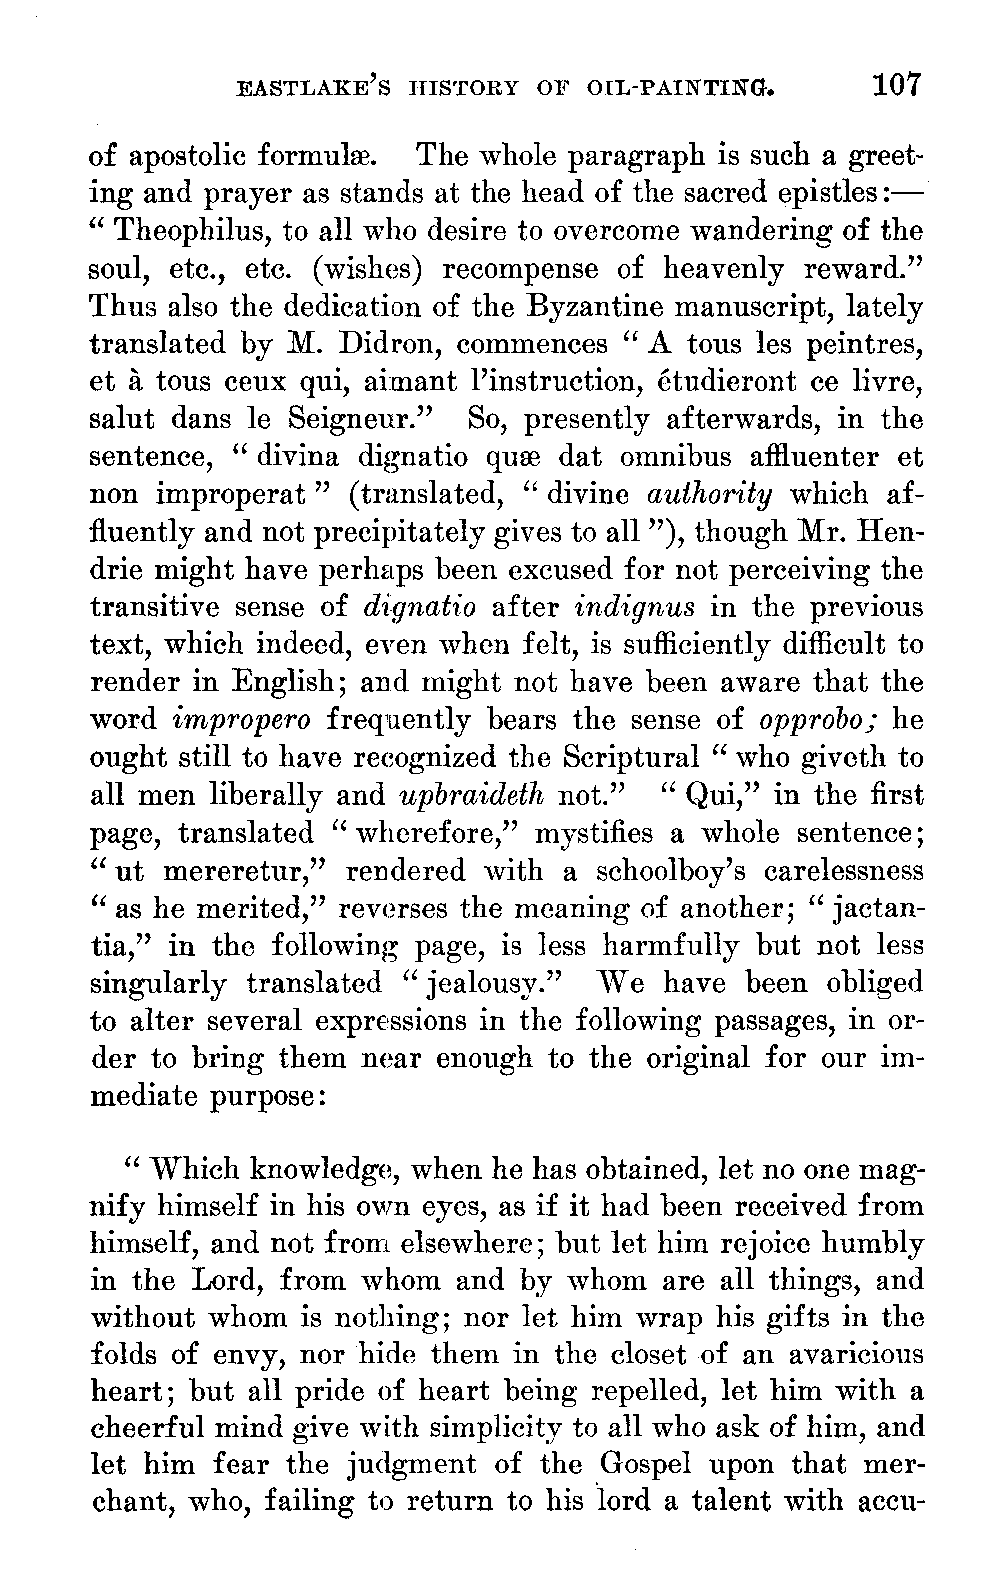 EASTLAKE'S HISTORY OF OIL-PAINTING. 107
of apostolic formulæ. The whole paragraph is such a greet-
ing and prayer as stands at the head of the sacred epistles:—
“ Theophilus, to all who desire to overcome wandering of the
soul, etc., etc. (wishes) recompense of heavenly reward.”
Thus also the dedication of the Byzantine manuscript, lately
translated by M. Didron, commences “ A tous les peintres,
et à tous ceux qui, aimant l’instruction, étudieront ce livre,
salut dans le Seigneur.” So, presently afterwards, in the
sentence, “ divina dignatio quæ dat omnibus affluenter et
non improperat ” (translated, “ divine authority which af-
fluently and not precipitately gives to all ”), though Mr. Hen-
drie might have perhaps been excused for not perceiving the
transitive sense of dignatio after indignus in the previous
text, which indeed, even when felt, is sufficiently difficult to
render in English; and might not have been aware that the
word impropero frequently bears the sense of opprobo; he
ought still to have recognized the Scriptural “ who giveth to
all men liberally and upbraideth not.” “ Qui,” in the first
page, translated “ wherefore,” mystifies a whole sentence;
“ ut mereretur,” rendered with a schoolboy’s carelessness
“ as he merited,” reverses the meaning of another; “ jactan-
tia,” in the following page, is less harmfully but not less
singularly translated “ jealousy.” We have been obliged
to alter several expressions in the following passages, in or-
der to bring them near enough to the original for our im-
mediate purpose:
“ Which knowledge, when he has obtained, let no one mag-
nify himself in his own eyes, as if it had been received from
himself, and not from elsewhere; but let him rejoice humbly
in the Lord, from whom and by whom are all things, and
without whom is nothing; nor let him wrap his gifts in the
folds of envy, nor hide them in the closet of an avaricious
heart; but all pride of heart being repelled, let him with a
cheerful mind give with simplicity to all who ask of him, and
let him fear the judgment of the Gospel upon that mer-
chant, who, failing to return to his lord a talent with accu-